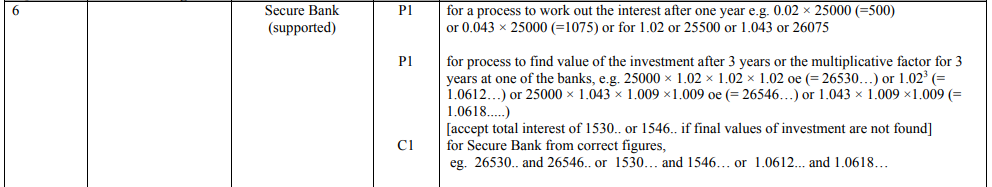 6
Secure Bank
(supported)
P1
for a process to work out the interest after one year e.g. 0.02 × 25000 (=500)
or 0.043 × 25000 (=1075) or for 1.02 or 25500 or 1.043 or 26075
P1
for process to find value of the investment after 3 years or the multiplicative factor for 3
years at one of the banks, e.g. 25000 × 1.02 × 1.02 × 1.02 oe (= 26530…) or 1.02³ (=
1.0612…) or 25000 × 1.043 × 1.009 ×1.009 oe (= 26546…) or 1.043 × 1.009 ×1.009 (=
1.0618.....)
[accept total interest of 1530.. or 1546.. if final values of investment are not found]
C1
for Secure Bank from correct figures,
eg. 26530.. and 26546.. or 1530… and 1546… or 1.0612... and 1.0618…